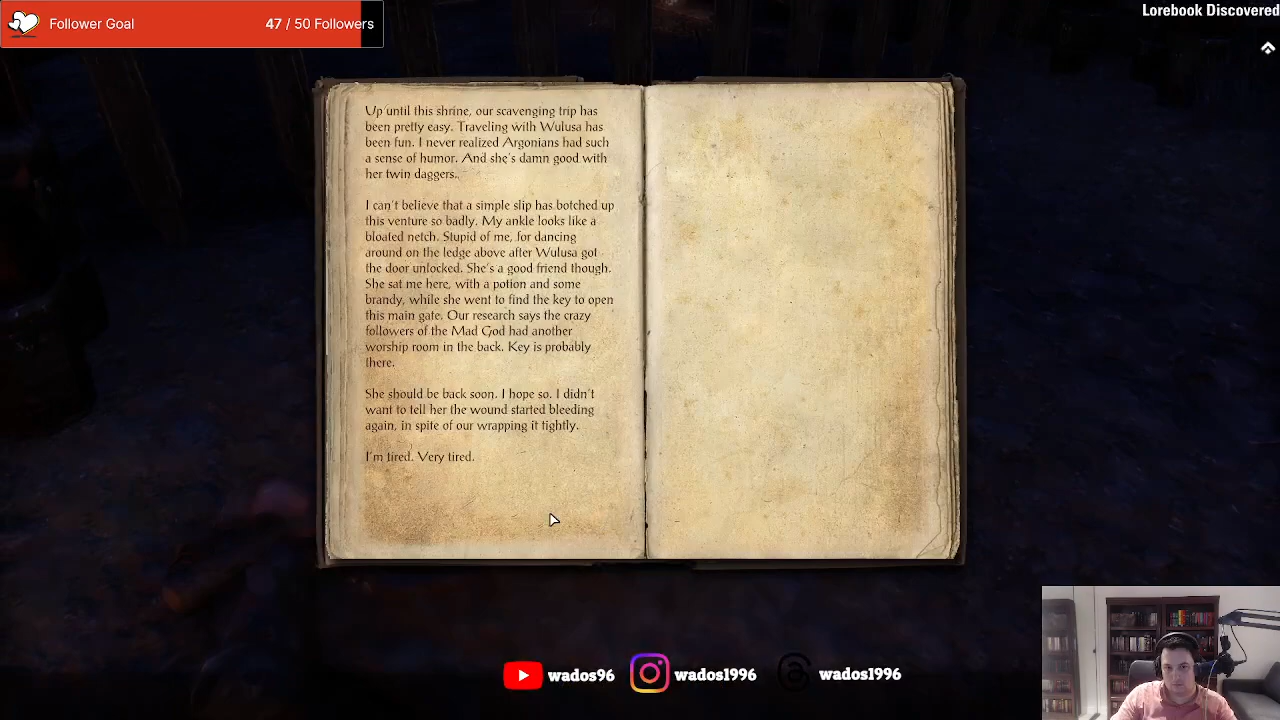 Follower Goal
47 / 50 Followers
Lorebook Discovered
Up until this shrine, our scavenging trip has
been pretty easy. Traveling with Wulusa has
been fun. I never realized Argonians had such
a sense of humor. And she's damn good with
her twin daggers.
I can't believe that a simple slip has botched up
this venture so badly. My ankle looks like a
bloated netch. Stupid of me, for dancing
around on the ledge above after Wulusa got
the door unlocked. She's a good friend though.
She sat me here, with a potion and some
brandy, while she went to find the key to open
this main gate. Our research says the crazy
followers of the Mad God had another
worship room in the back. Key is probably
there.
She should be back soon. I hope so. I didn't
want to tell her the wound started bleeding
again, in spite of our wrapping it tightly.
I'm tired. Very tired.
wados96
wados1996
wados1996